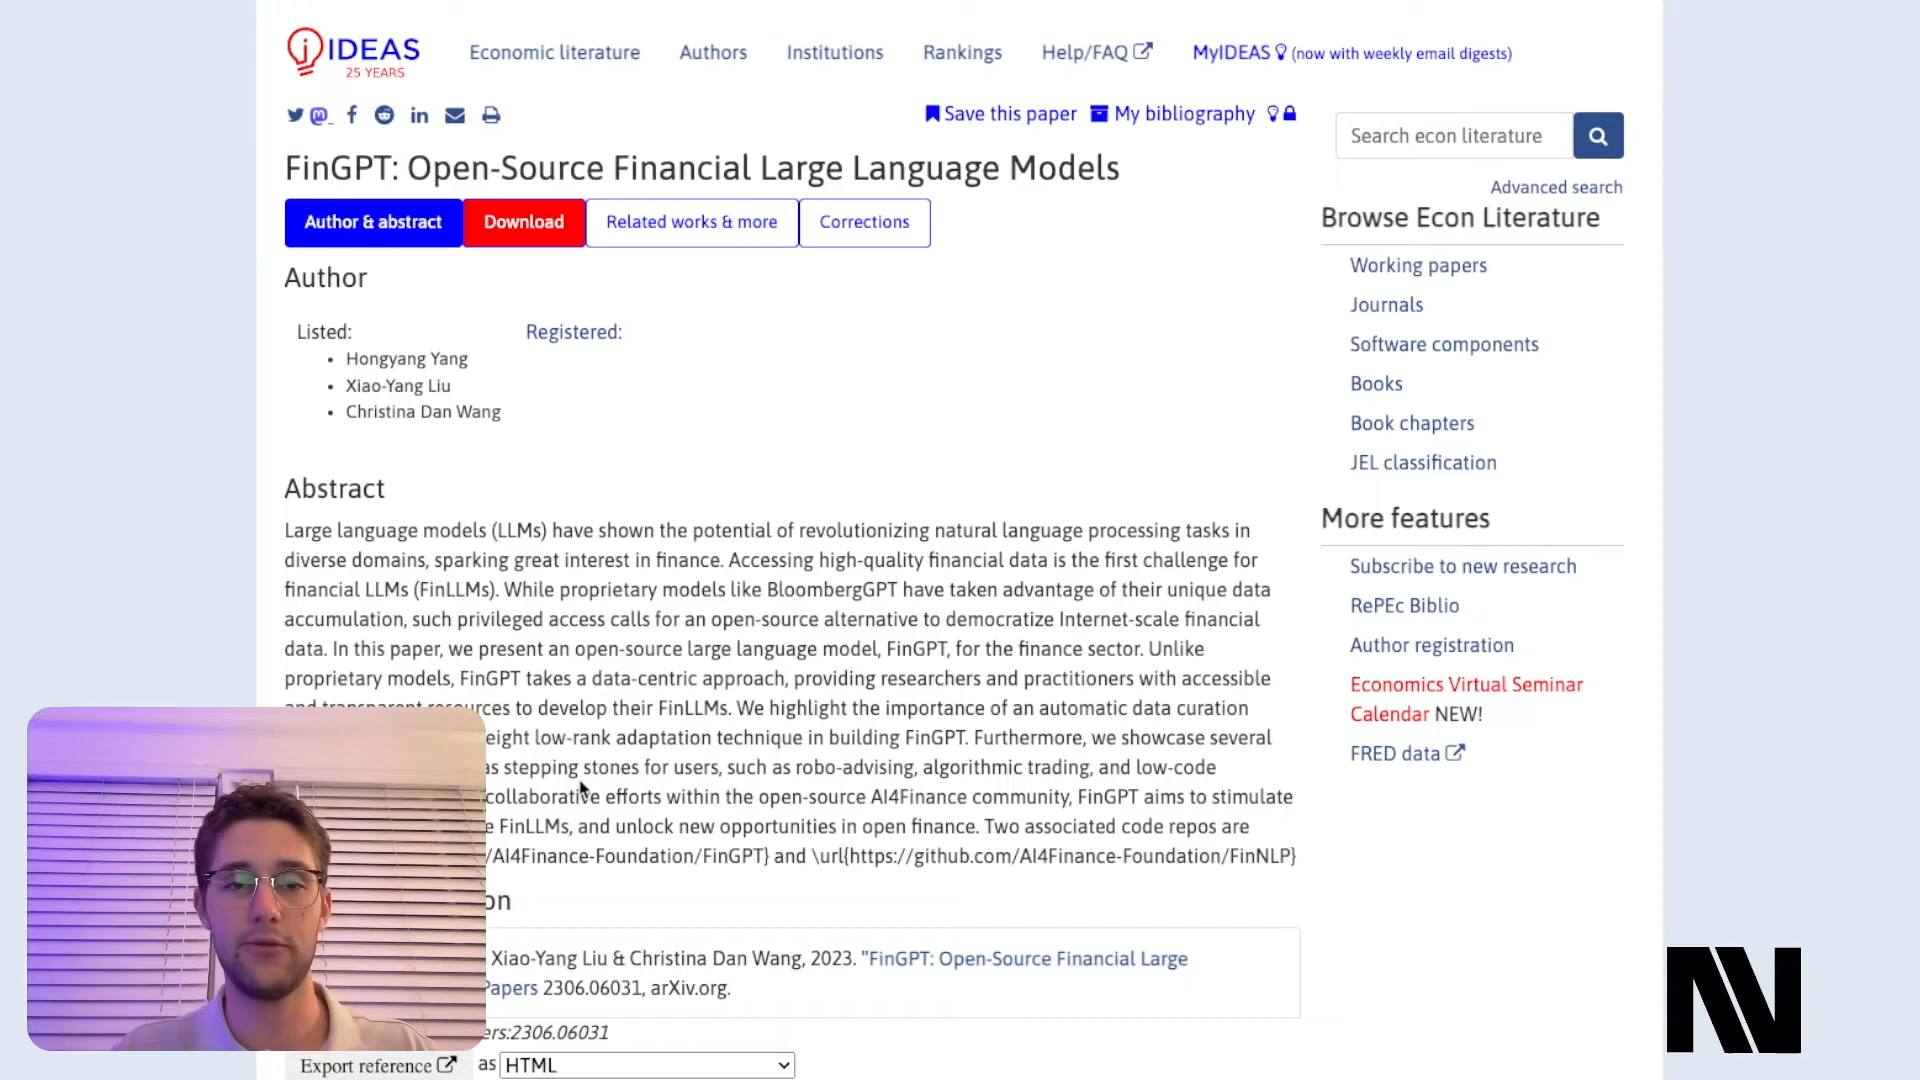 IDEAS
25 YEARS
Economic literature
Authors
Institutions
Rankings
Help/FAQ
MyIDEAS (now with weekly email digests)
Save this paper
My bibliography
Search econ literature
Advanced search
FinGPT: Open-Source Financial Large Language Models
Author & abstract
Download
Related works & more
Corrections
Author
Listed:
Registered:
• Hongyang Yang
• Xiao-Yang Liu
• Christina Dan Wang
Abstract
Large language models (LLMs) have shown the potential of revolutionizing natural language processing tasks in
diverse domains, sparking great interest in finance. Accessing high-quality financial data is the first challenge for
financial LLMs (FinLLMs). While proprietary models like BloombergGPT have taken advantage of their unique data
accumulation, such privileged access calls for an open-source alternative to democratize Internet-scale financial
data. In this paper, we present an open-source large language model, FinGPT, for the finance sector. Unlike
proprietary models, FinGPT takes a data-centric approach, providing researchers and practitioners with accessible
and transparent resources to develop their FinLLMs. We highlight the importance of an automatic data curation
eight low-rank adaptation technique in building FinGPT. Furthermore, we showcase several
as stepping stones for users, such as robo-advising, algorithmic trading, and low-code
collaborative efforts within the open-source AI4Finance community, FinGPT aims to stimulate
e FinLLMs, and unlock new opportunities in open finance. Two associated code repos are
/AI4Finance-Foundation/FinGPT} and \url{https://github.com/AI4Finance-Foundation/FinNLP}
on
Xiao-Yang Liu & Christina Dan Wang, 2023. "FinGPT: Open-Source Financial Large
Papers 2306.06031, arXiv.org.
ers:2306.06031
Export reference as HTML
Browse Econ Literature
Working papers
Journals
Software components
Books
Book chapters
JEL classification
More features
Subscribe to new research
RePEc Biblio
Author registration
Economics Virtual Seminar
Calendar NEW!
FRED data